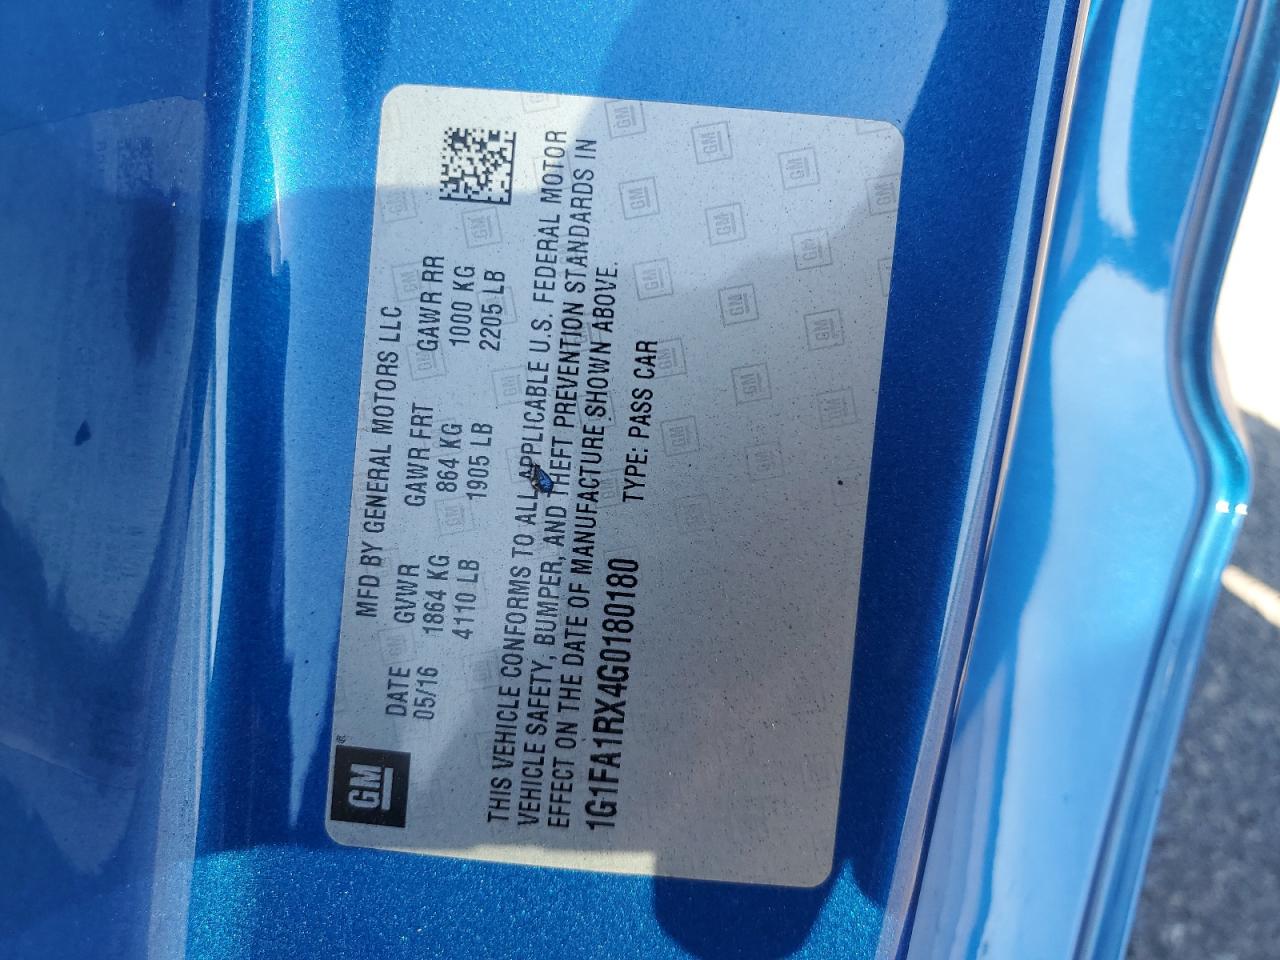 GM
MFD BY GENERAL MOTORS LLC
DATE GVWR GAWR FRT GAWR RR
05/16 1864 KG 864 KG 1000 KG
4110 LB 1905 LB 2205 LB
THIS VEHICLE CONFORMS TO ALL APPLICABLE U.S. FEDERAL MOTOR
VEHICLE SAFETY, BUMPER, AND THEFT PREVENTION STANDARDS IN
EFFECT ON THE DATE OF MANUFACTURE SHOWN ABOVE.
1G1FA1RX4G0180180 TYPE: PASS CAR